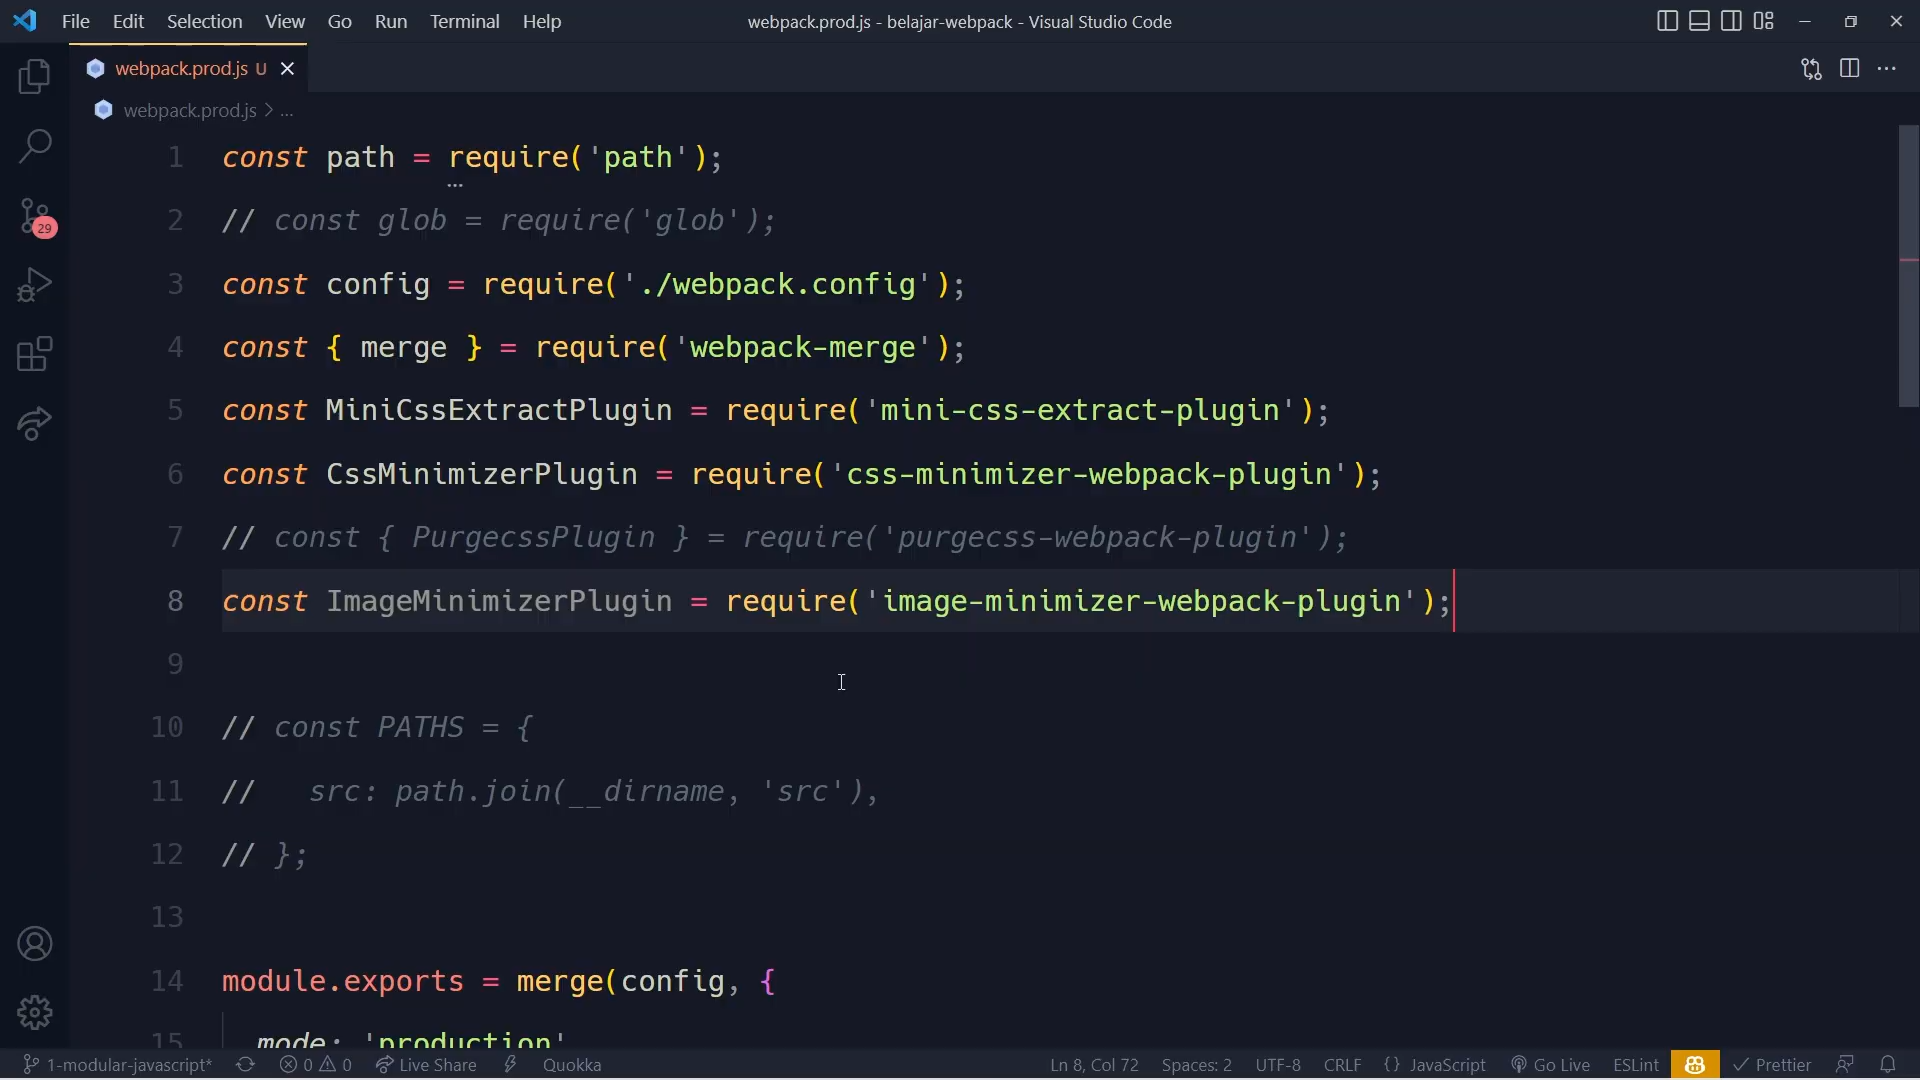 File Edit Selection View Go Run Terminal Help
webpack.prod.js - belajar-webpack - Visual Studio Code
webpack.prod.js U
webpack.prod.js > ...
29
1 const path = require('path');
2 // const glob = require('glob');
3 const config = require('./webpack.config');
4 const { merge } = require('webpack-merge');
5 const MiniCssExtractPlugin = require('mini-css-extract-plugin');
6 const CssMinimizerPlugin = require('css-minimizer-webpack-plugin');
7 // const { PurgecssPlugin } = require('purgecss-webpack-plugin');
8 const ImageMinimizerPlugin = require('image-minimizer-webpack-plugin');
9
10 // const PATHS = {
11 //   src: path.join(__dirname, 'src'),
12 // };
13
14 module.exports = merge(config, {
15   mode: 'production'
1-modular-javascript* 0 0 Live Share Quokka Ln 8, Col 72 Spaces: 2 UTF-8 CRLF {} JavaScript Go Live ESLint Prettier